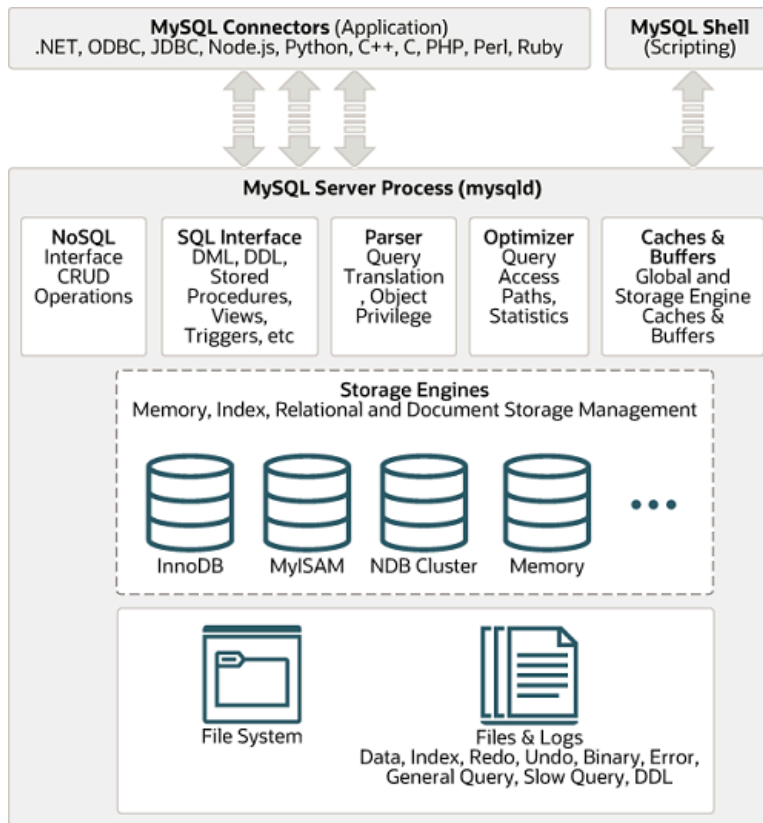 MySQL Connectors (Application)
.NET, ODBC, JDBC, Node.js, Python, C++, C, PHP, Perl, Ruby
MySQL Shell
(Scripting)
MySQL Server Process (mysqld)
NoSQL
Interface
CRUD
Operations
SQL Interface
DML, DDL,
Stored
Procedures,
Views,
Triggers, etc
Parser
Query
Translation
, Object
Privilege
Optimizer
Query
Access
Paths,
Statistics
Caches &
Buffers
Global and
Storage Engine
Caches &
Buffers
Storage Engines
Memory, Index, Relational and Document Storage Management
InnoDB
MyISAM
NDB Cluster
Memory
File System
Files & Logs
Data, Index, Redo, Undo, Binary, Error,
General Query, Slow Query, DDL